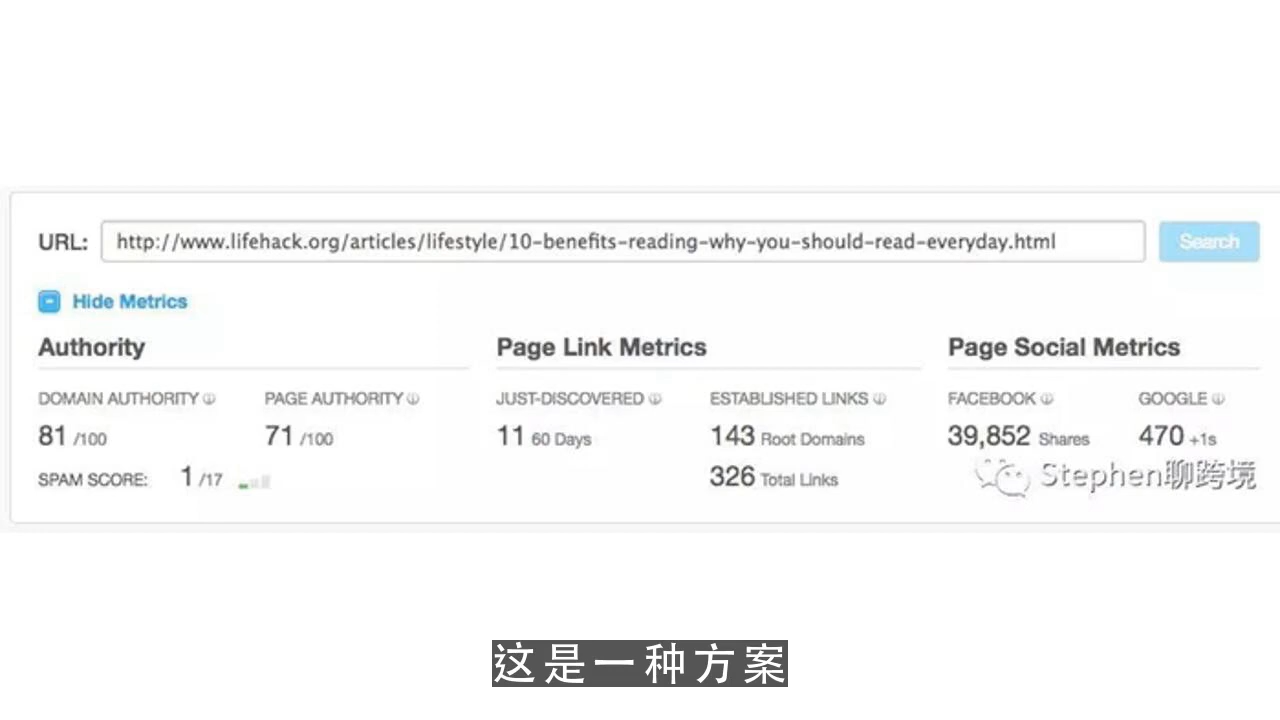 URL: http://www.lifehack.org/articles/lifestyle/10-benefits-reading-why-you-should-read-everyday.html Search
Hide Metrics
Authority Page Link Metrics Page Social Metrics
DOMAIN AUTHORITY PAGE AUTHORITY JUST-DISCOVERED ESTABLISHED LINKS FACEBOOK GOOGLE
81 /100 71 /100 11 60 Days 143 Root Domains 39,852 Shares 470 +1s
SPAM SCORE: 1 /17 326 Total Links
Stephen聊跨境
这是一种方案